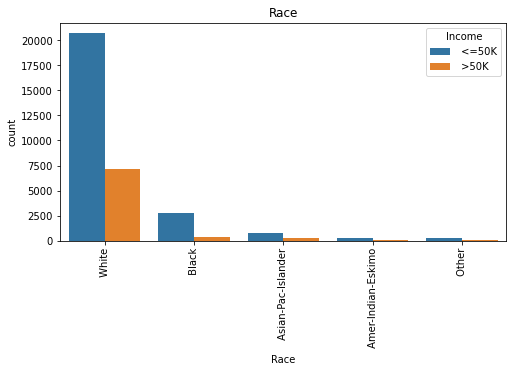 Race
Income
<=50K
>50K
count
20000
17500
15000
12500
10000
7500
5000
2500
0
White
Black
Asian-Pac-Islander
Amer-Indian-Eskimo
Other
Race